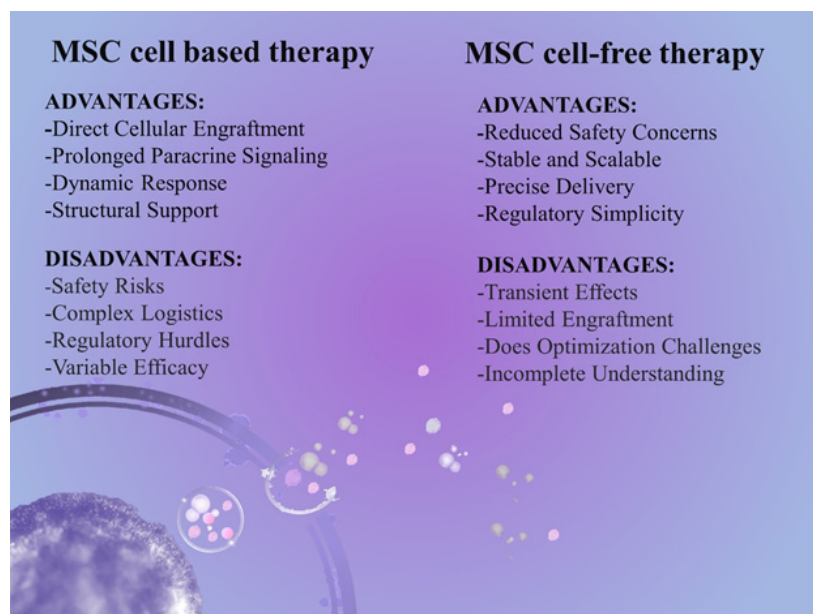 MSC cell based therapy
ADVANTAGES:
-Direct Cellular Engraftment
-Prolonged Paracrine Signaling
-Dynamic Response
-Structural Support
DISADVANTAGES:
-Safety Risks
-Complex Logistics
-Regulatory Hurdles
-Variable Efficacy
MSC cell-free therapy
ADVANTAGES:
-Reduced Safety Concerns
-Stable and Scalable
-Precise Delivery
-Regulatory Simplicity
DISADVANTAGES:
-Transient Effects
-Limited Engraftment
-Does Optimization Challenges
-Incomplete Understanding